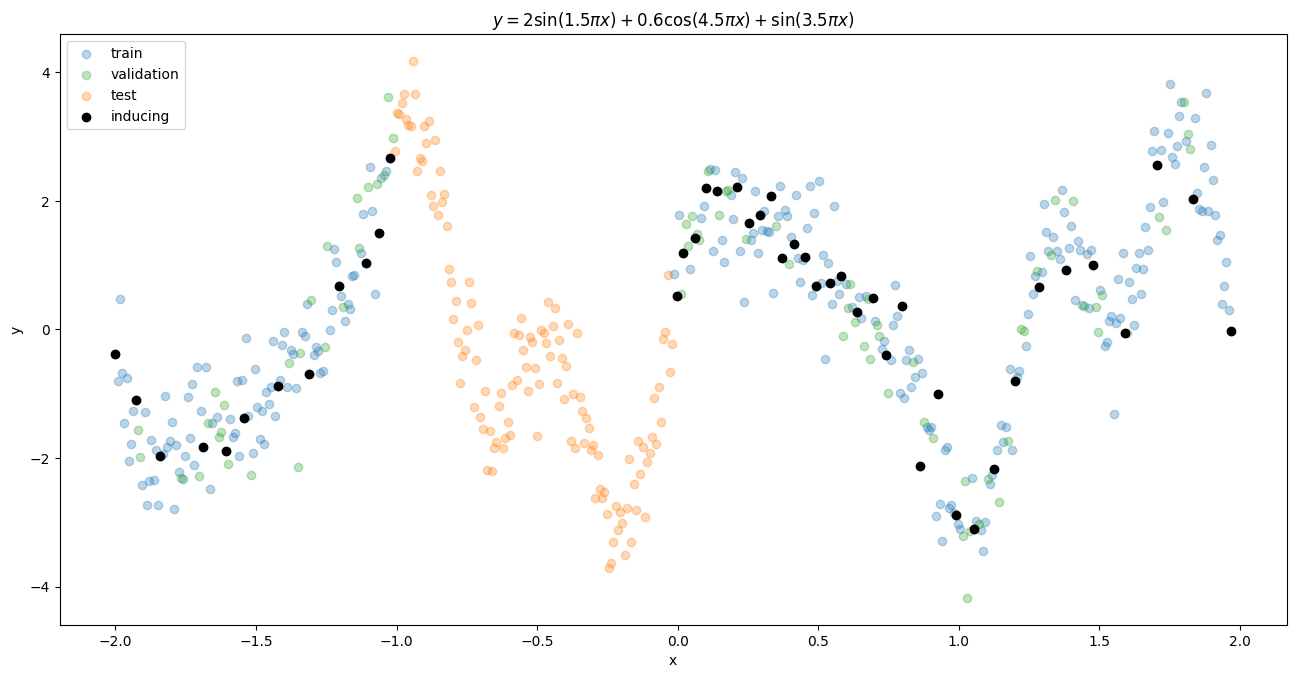 y = 2sin(1.5πx) + 0.6cos(4.5πx) + sin(3.5πx)
train
validation
test
inducing
4
2
0
−2
−4
y
−2.0 −1.5 −1.0 −0.5 0.0 0.5 1.0 1.5 2.0
x